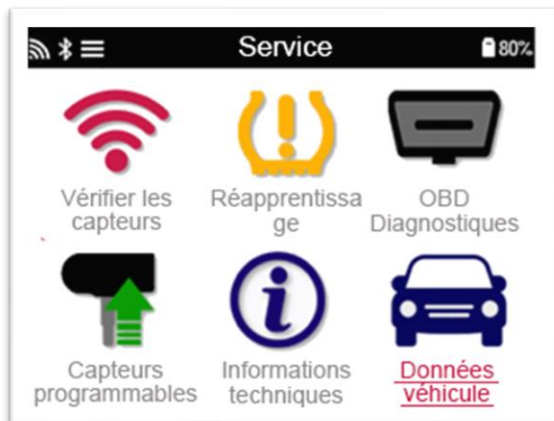 Service
80%
Vérifier les
capteurs
Réapprentissa
ge
OBD
Diagnostiques
Capteurs
programmables
Informations
techniques
Données
véhicule